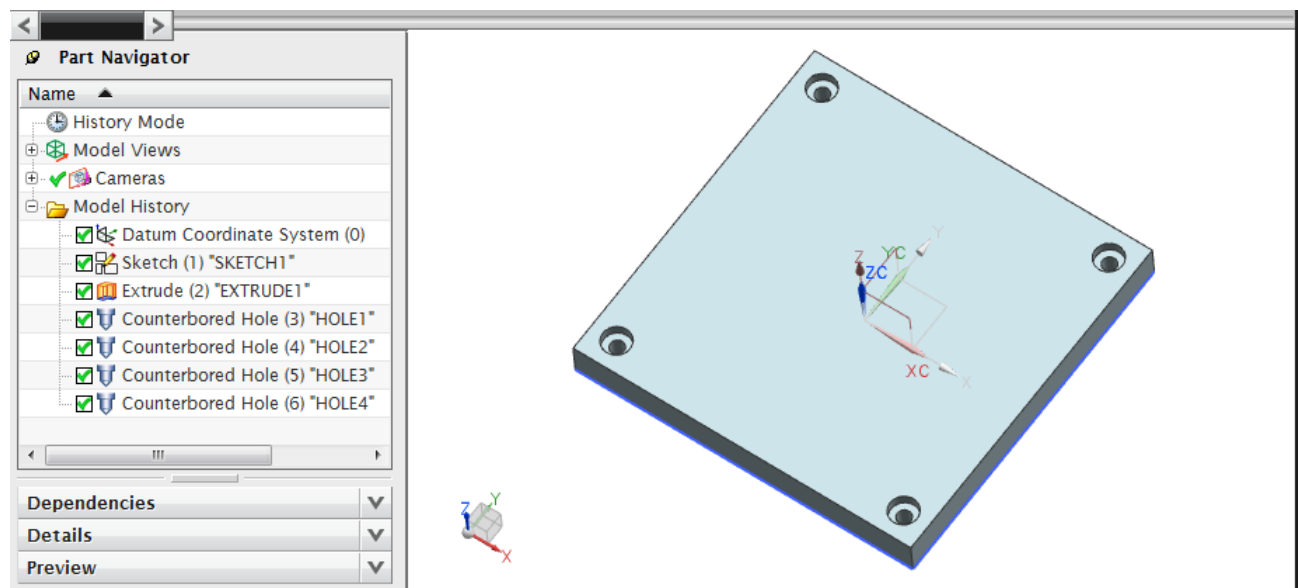 Part Navigator
Name
History Mode
Model Views
Cameras
Model History
Datum Coordinate System (0)
Sketch (1) "SKETCH1"
Extrude (2) "EXTRUDE1"
Counterbored Hole (3) "HOLE1"
Counterbored Hole (4) "HOLE2"
Counterbored Hole (5) "HOLE3"
Counterbored Hole (6) "HOLE4"
Dependencies
Details
Preview
Z
YC
Y
ZC
XC
X
Z
Y
X